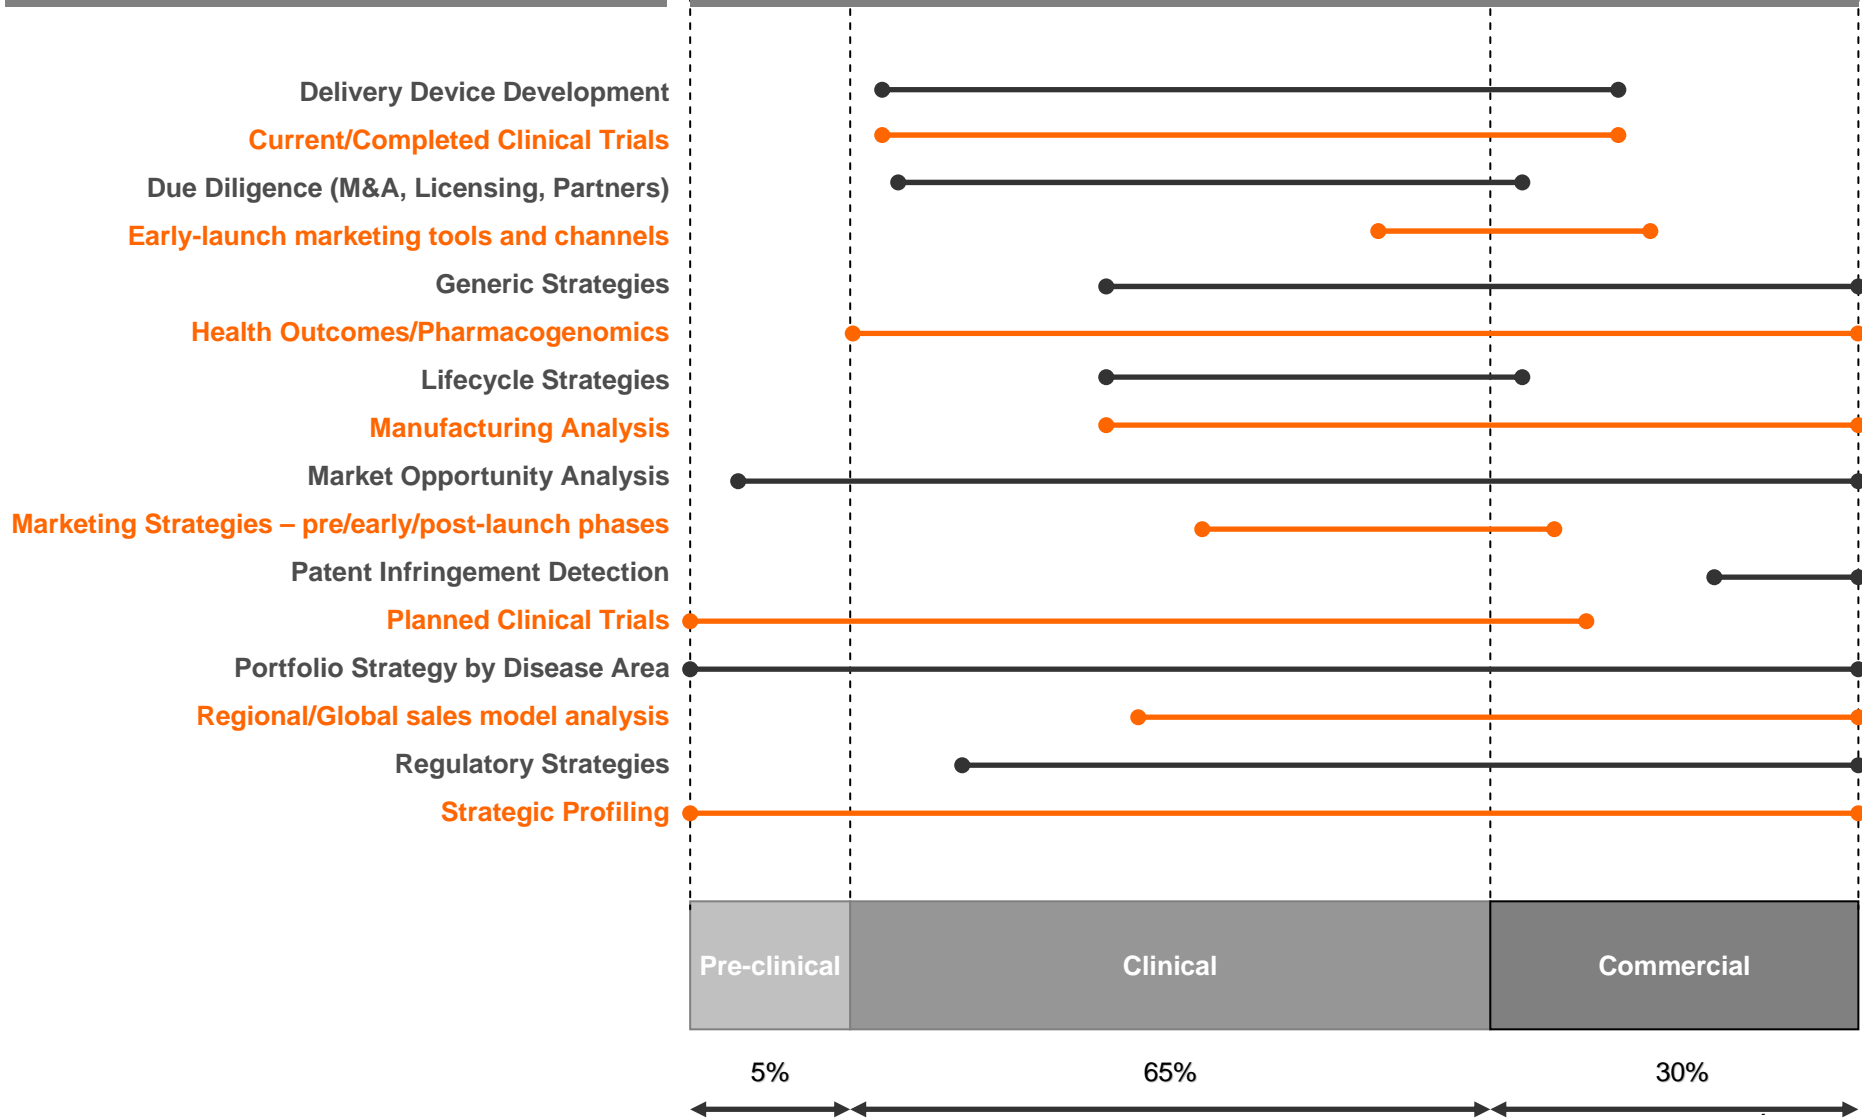 Delivery Device Development
Current/Completed Clinical Trials
Due Diligence (M&A, Licensing, Partners)
Early-launch marketing tools and channels
Generic Strategies
Health Outcomes/Pharmacogenomics
Lifecycle Strategies
Manufacturing Analysis
Market Opportunity Analysis
Marketing Strategies – pre/early/post-launch phases
Patent Infringement Detection
Planned Clinical Trials
Portfolio Strategy by Disease Area
Regional/Global sales model analysis
Regulatory Strategies
Strategic Profiling
Pre-clinical Clinical Commercial
5% 65% 30%